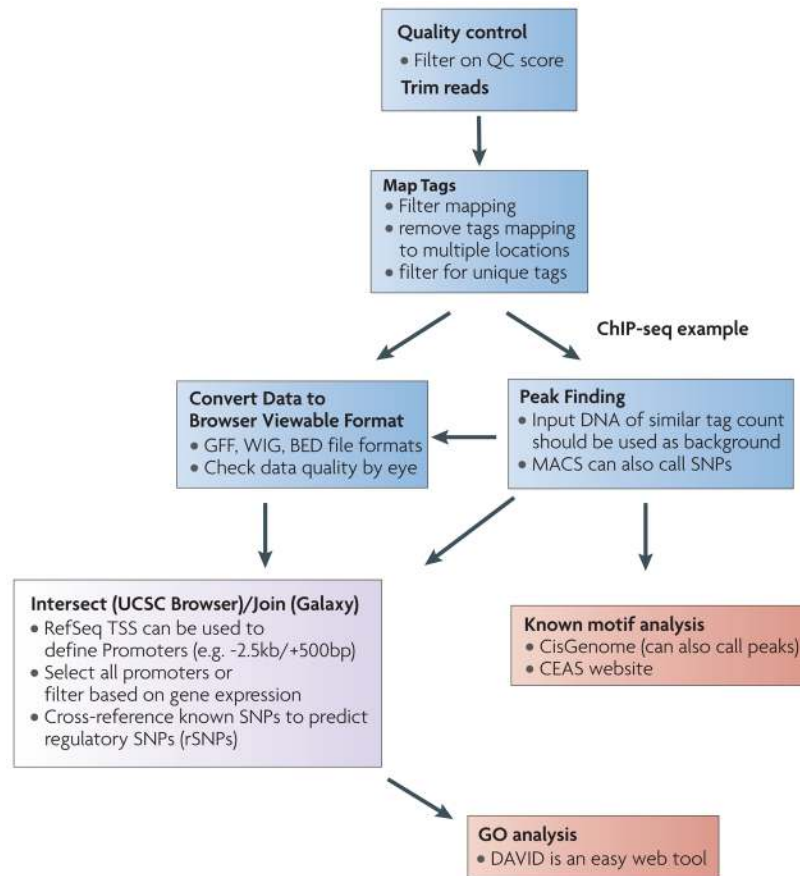 Quality control
• Filter on QC score
Trim reads
Map Tags
• Filter mapping
• remove tags mapping
to multiple locations
• filter for unique tags
ChIP-seq example
Convert Data to
Browser Viewable Format
• GFF, WIG, BED file formats
• Check data quality by eye
Peak Finding
• Input DNA of similar tag count
should be used as background
• MACS can also call SNPs
Intersect (UCSC Browser)/Join (Galaxy)
• RefSeq TSS can be used to
define Promoters (e.g. -2.5kb/+500bp)
• Select all promoters or
filter based on gene expression
• Cross-reference known SNPs to predict
regulatory SNPs (rSNPs)
Known motif analysis
• CisGenome (can also call peaks)
• CEAS website
GO analysis
• DAVID is an easy web tool